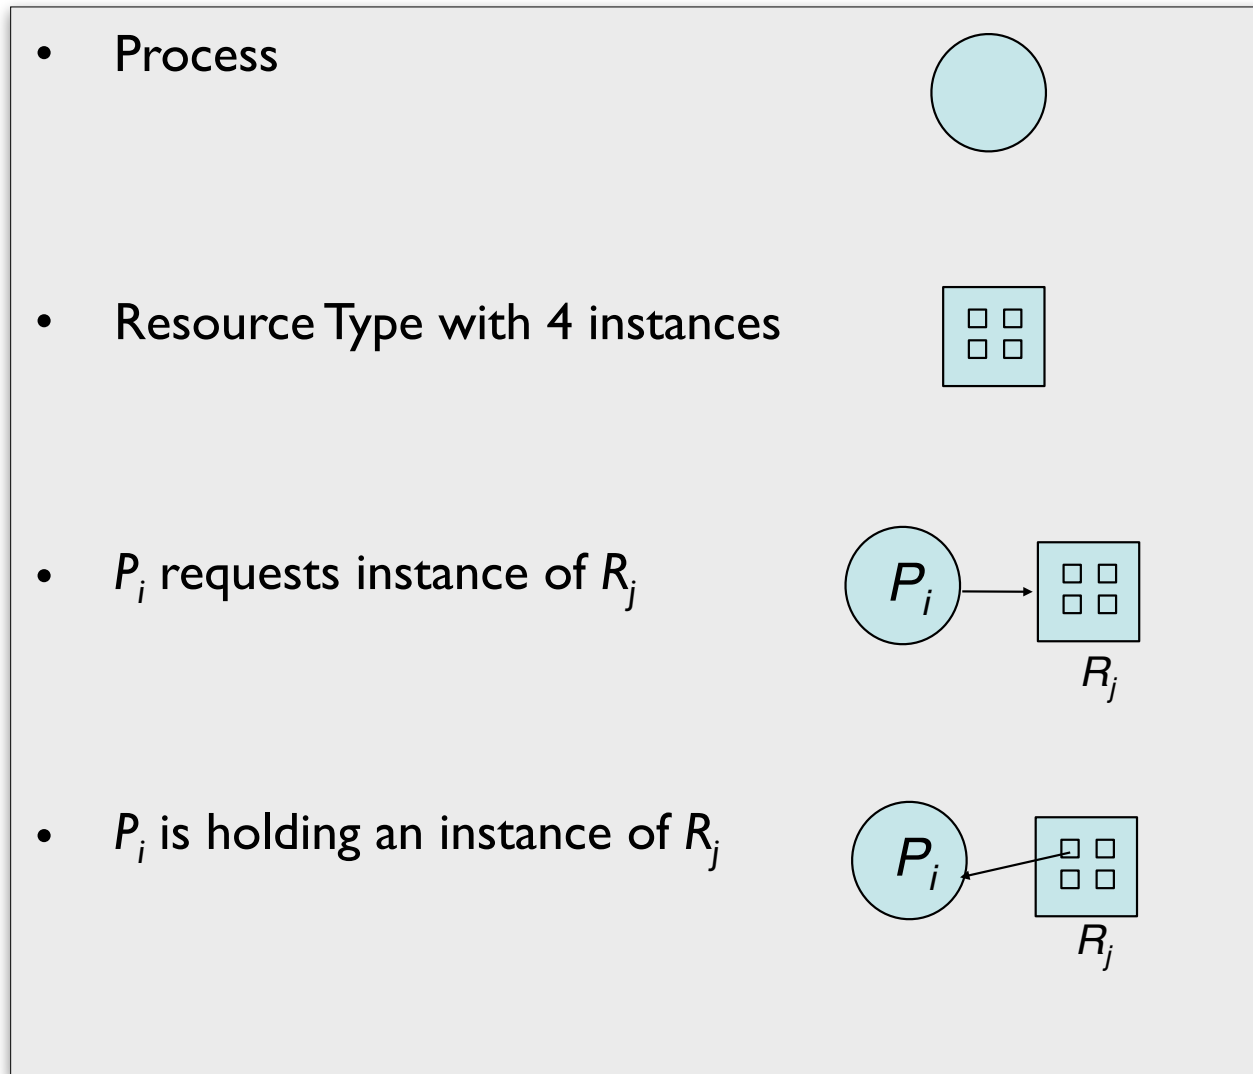 • Process
• Resource Type with 4 instances
• Pi requests instance of Rj
Pi
Rj
• Pi is holding an instance of Rj
Pi
Rj